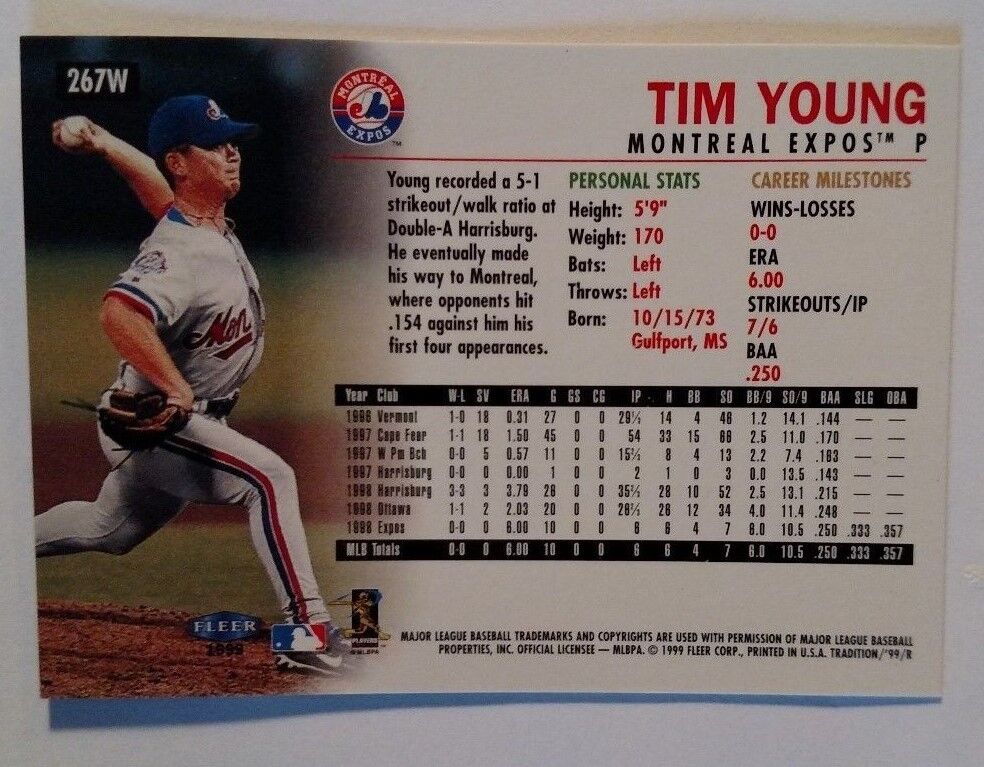 267W
MONTRÉAL
EXPOS
TM
TIM YOUNG
MONTREAL EXPOS™ P
Young recorded a 5-1
strikeout/walk ratio at
Double-A Harrisburg.
He eventually made
his way to Montreal,
where opponents hit
.154 against him his
first four appearances.
PERSONAL STATS
Height: 5'9"
Weight: 170
Bats: Left
Throws: Left
Born: 10/15/73
Gulfport, MS
CAREER MILESTONES
WINS-LOSSES
0-0
ERA
6.00
STRIKEOUTS/IP
7/6
BAA
.250
Year Club W-L SV ERA G GS CG IP H BB SO BB/9 SO/9 BAA SLG OBA
1996 Vermont 1-0 18 0.31 27 0 0 29⅓ 14 4 46 1.2 14.1 .144 — —
1997 Cape Fear 1-1 18 1.50 45 0 0 54 33 15 66 2.5 11.0 .170 — —
1997 W Pm Bch 0-0 5 0.57 11 0 0 15⅔ 8 4 13 2.2 7.4 .163 — —
1997 Harrisburg 0-0 0 0.00 1 0 0 2 1 0 3 0.0 13.5 .143 — —
1998 Harrisburg 3-3 3 3.79 26 0 0 35⅔ 28 10 52 2.5 13.1 .215 — —
1998 Ottawa 1-1 2 2.03 20 0 0 26⅔ 26 12 34 4.0 11.4 .248 — —
1998 Expos 0-0 0 6.00 10 0 0 6 6 4 7 6.0 10.5 .250 .333 .357
MLB Totals 0-0 0 6.00 10 0 0 6 6 4 7 6.0 10.5 .250 .333 .357
Mon
FLEER
1999
PLAYERS
MLBPA
MAJOR LEAGUE BASEBALL TRADEMARKS AND COPYRIGHTS ARE USED WITH PERMISSION OF MAJOR LEAGUE BASEBALL
PROPERTIES, INC. OFFICIAL LICENSEE — MLBPA. © 1999 FLEER CORP., PRINTED IN U.S.A. TRADITION/'99/R